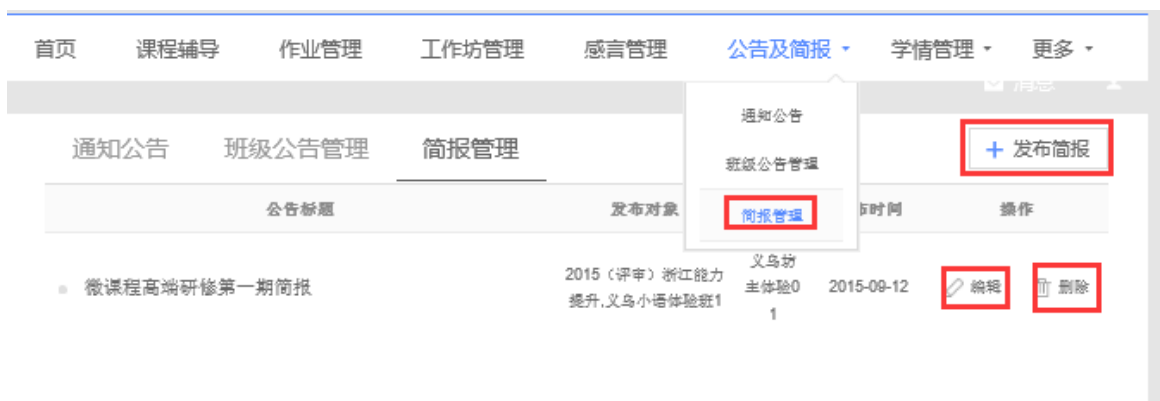 首页 课程辅导 作业管理 工作坊管理 感言管理 公告及简报 学情管理 更多
消息
通知公告
班级公告管理
简报管理
通知公告 班级公告管理 简报管理
+ 发布简报
公告标题 发布对象 布时间 操作
微课程高端研修第一期简报
2015（评审）浙江能力
提升,义乌小语体验班1
义乌坊
主体验0
1
2015-09-12
编辑 删除